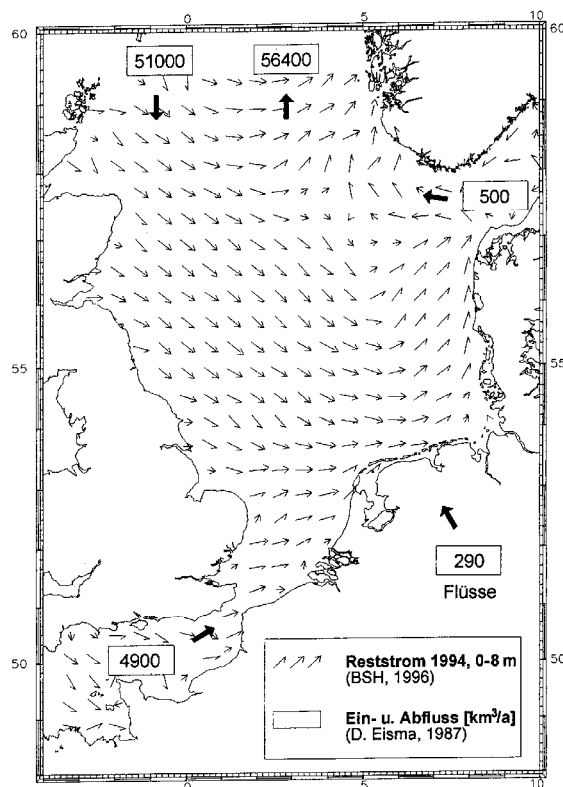 0 5 10
60 60
51000 56400
500
55 55
290
Flüsse
4900
50 50
Reststrom 1994, 0-8 m
(BSH, 1996)
Ein- u. Abfluss [km³/a]
(D. Eisma, 1987)
0 5 10